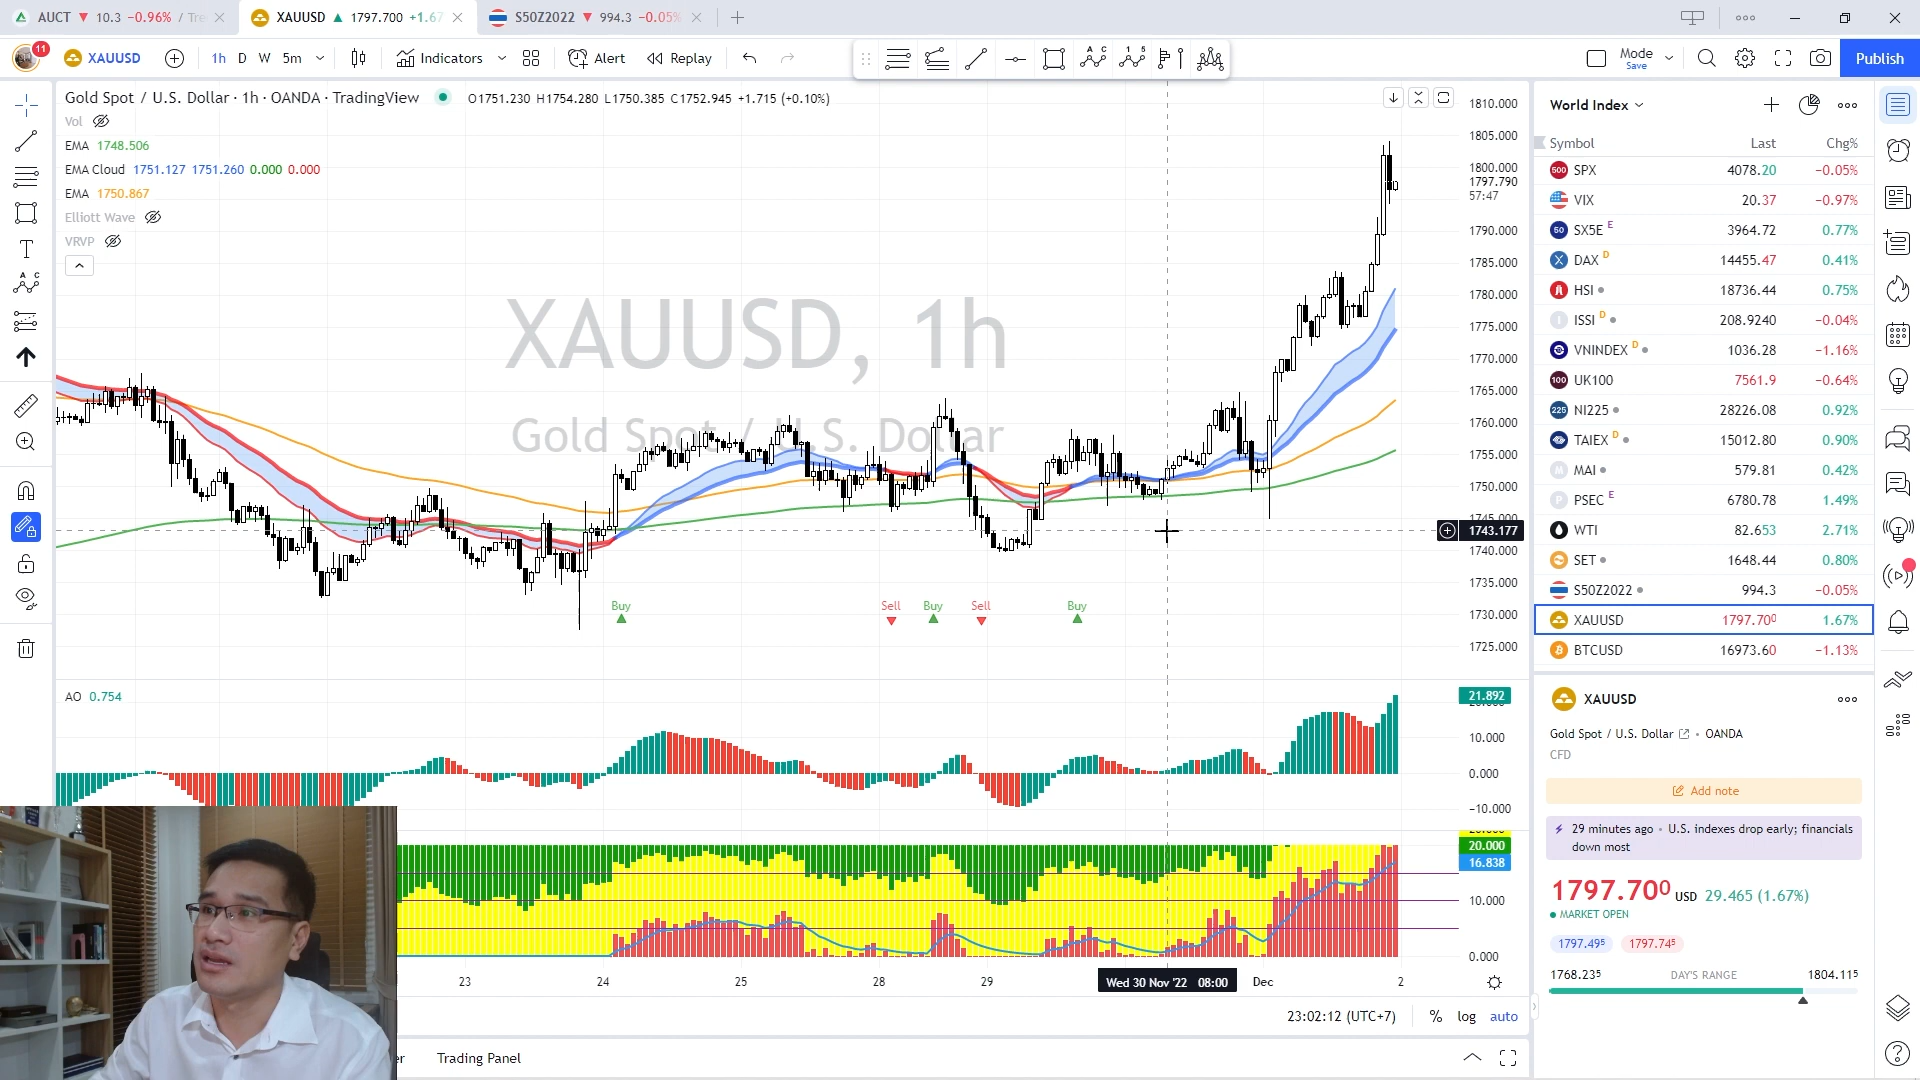 AUCT ▼ 10.3 −0.96% / Tre
XAUUSD ▲ 1797.700 +1.67
S50Z2022 ▼ 994.3 −0.05%
11
XAUUSD
1h D W 5m
Indicators
Alert
Replay
Mode
Save
Publish
Gold Spot / U.S. Dollar · 1h · OANDA · TradingView
O1751.230 H1754.280 L1750.385 C1752.945 +1.715 (+0.10%)
Vol
EMA 1748.506
EMA Cloud 1751.127 1751.260 0.000 0.000
EMA 1750.867
Elliott Wave
VRVP
XAUUSD, 1h
Gold Spot / U.S. Dollar
Buy
Sell
Buy
Sell
Buy
1810.000
1805.000
1800.000
1797.790
57:47
1790.000
1785.000
1780.000
1775.000
1770.000
1765.000
1760.000
1755.000
1750.000
1745.000
1743.177
1740.000
1735.000
1730.000
1725.000
AO 0.754
21.892
10.000
0.000
−10.000
20.000
16.838
10.000
0.000
23
24
25
28
29
Wed 30 Nov '22 08:00
Dec
2
23:02:12 (UTC+7)
%
log
auto
er
Trading Panel
World Index
Symbol Last Chg%
SPX 4078.20 −0.05%
VIX 20.37 −0.97%
SX5E E 3964.72 0.77%
DAX D 14455.47 0.41%
HSI 18736.44 0.75%
ISSI D 208.9240 −0.04%
VNINDEX D 1036.28 −1.16%
UK100 7561.9 −0.64%
NI225 28226.08 0.92%
TAIEX D 15012.80 0.90%
MAI 579.81 0.42%
PSEC E 6780.78 1.49%
WTI 82.653 2.71%
SET 1648.44 0.80%
S50Z2022 994.3 −0.05%
XAUUSD 1797.700 1.67%
BTCUSD 16973.60 −1.13%
XAUUSD
Gold Spot / U.S. Dollar • OANDA
CFD
Add note
29 minutes ago • U.S. indexes drop early; financials
down most
1797.700 USD 29.465 (1.67%)
MARKET OPEN
1797.495 1797.745
1768.235 DAY'S RANGE 1804.115